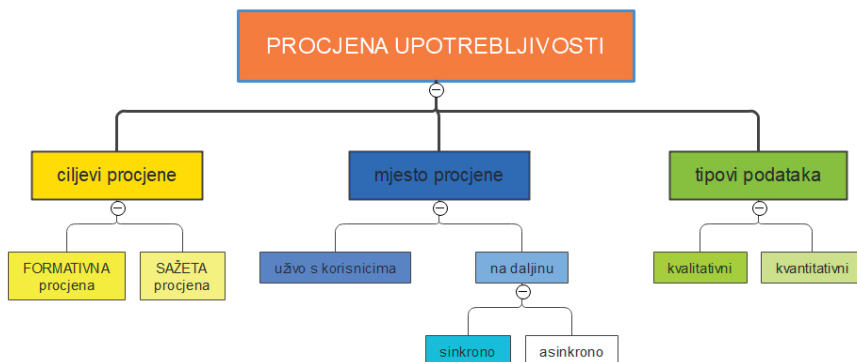 PROCJENA UPOTREBLJIVOSTI
ciljevi procjene
mjesto procjene
tipovi podataka
FORMATIVNA
procjena
SAŽETA
procjena
uživo s korisnicima
na daljinu
kvalitativni
kvantitativni
sinkrono
asinkrono